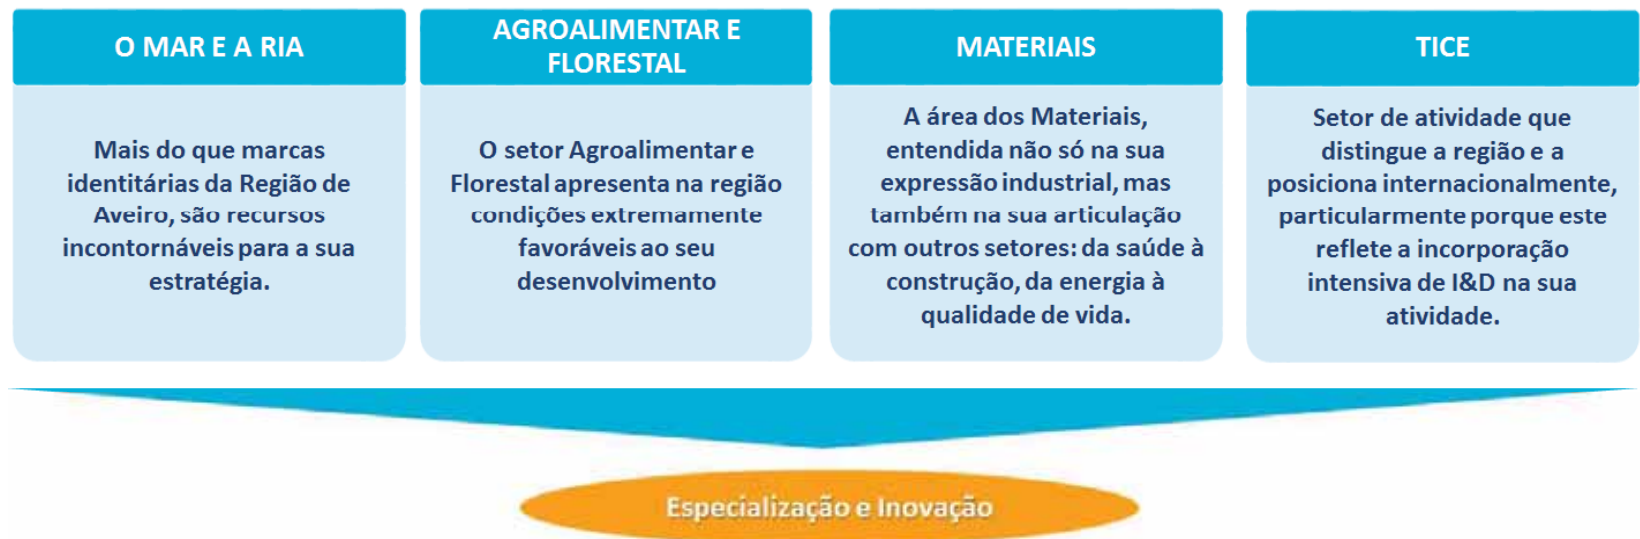 O MAR E A RIA
Mais do que marcas
identitárias da Região de
Aveiro, são recursos
incontornáveis para a sua
estratégia.
AGROALIMENTAR E
FLORESTAL
O setor Agroalimentar e
Florestal apresenta na região
condições extremamente
favoráveis ao seu
desenvolvimento
MATERIAIS
A área dos Materiais,
entendida não só na sua
expressão industrial, mas
também na sua articulação
com outros setores: da saúde à
construção, da energia à
qualidade de vida.
TICE
Setor de atividade que
distingue a região e a
posiciona internacionalmente,
particularmente porque este
reflete a incorporação
intensiva de I&D na sua
atividade.
Especialização e Inovação